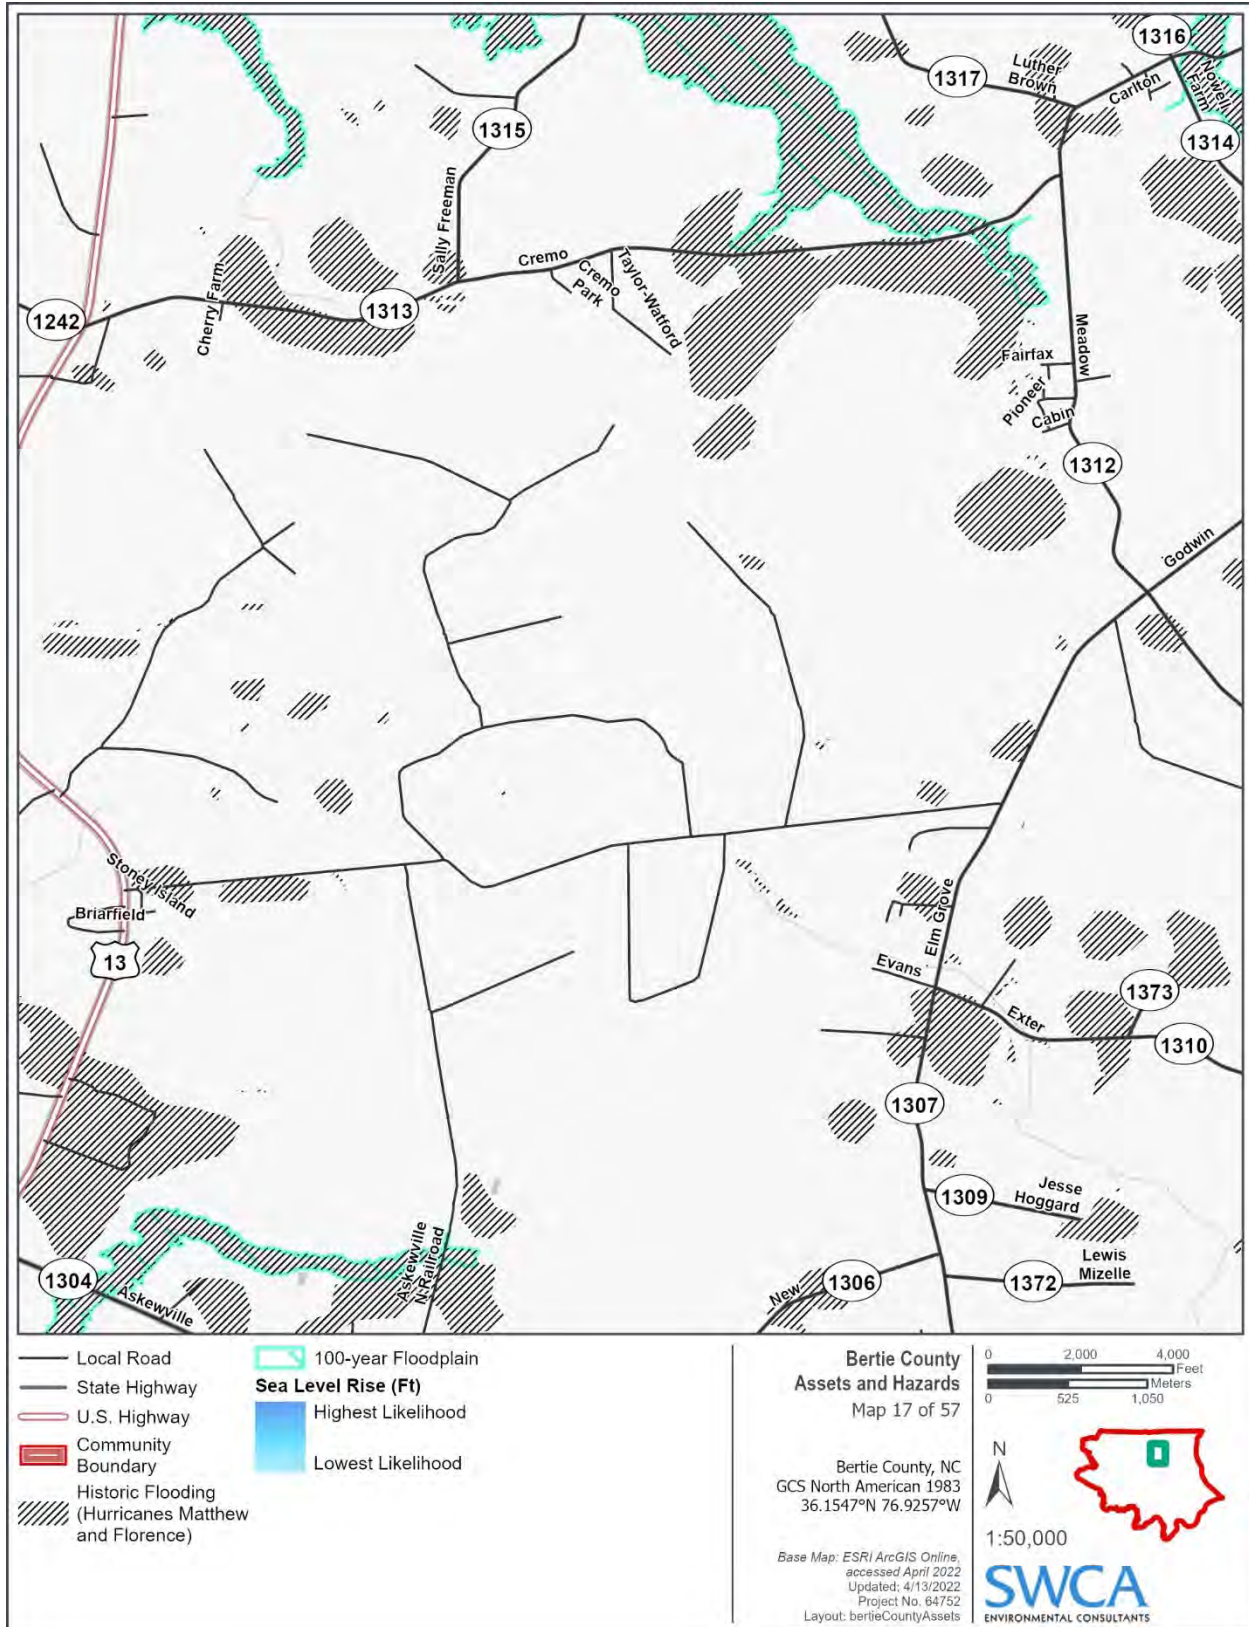 1316
Luther
Brown
1317
Carlton
Nowell
Farm
1315
1314
Sally Freeman
Cremo
Taylor-Watford
Cremo
Park
Cherry Farm
1313
1242
Meadow
Fairfax
Pioneer
Cabin
1312
Godwin
Stoney Island
Briarfield
13
Elm Grove
Evans
1373
Exter
1310
1307
Jesse
Hoggard
1309
Askewville
N Railroad
Lewis
Mizelle
1304
Askewville
New
1306
1372
Local Road
State Highway
U.S. Highway
Community
Boundary
Historic Flooding
(Hurricanes Matthew
and Florence)
100-year Floodplain
Sea Level Rise (Ft)
Highest Likelihood
Lowest Likelihood
Bertie County
Assets and Hazards
Map 17 of 57
Bertie County, NC
GCS North American 1983
36.1547°N 76.9257°W
Base Map: ESRI ArcGIS Online,
accessed April 2022
Updated: 4/13/2022
Project No. 64752
Layout: bertieCountyAssets
0 2,000 4,000
Feet
Meters
0 525 1,050
N
1:50,000
SWCA
ENVIRONMENTAL CONSULTANTS